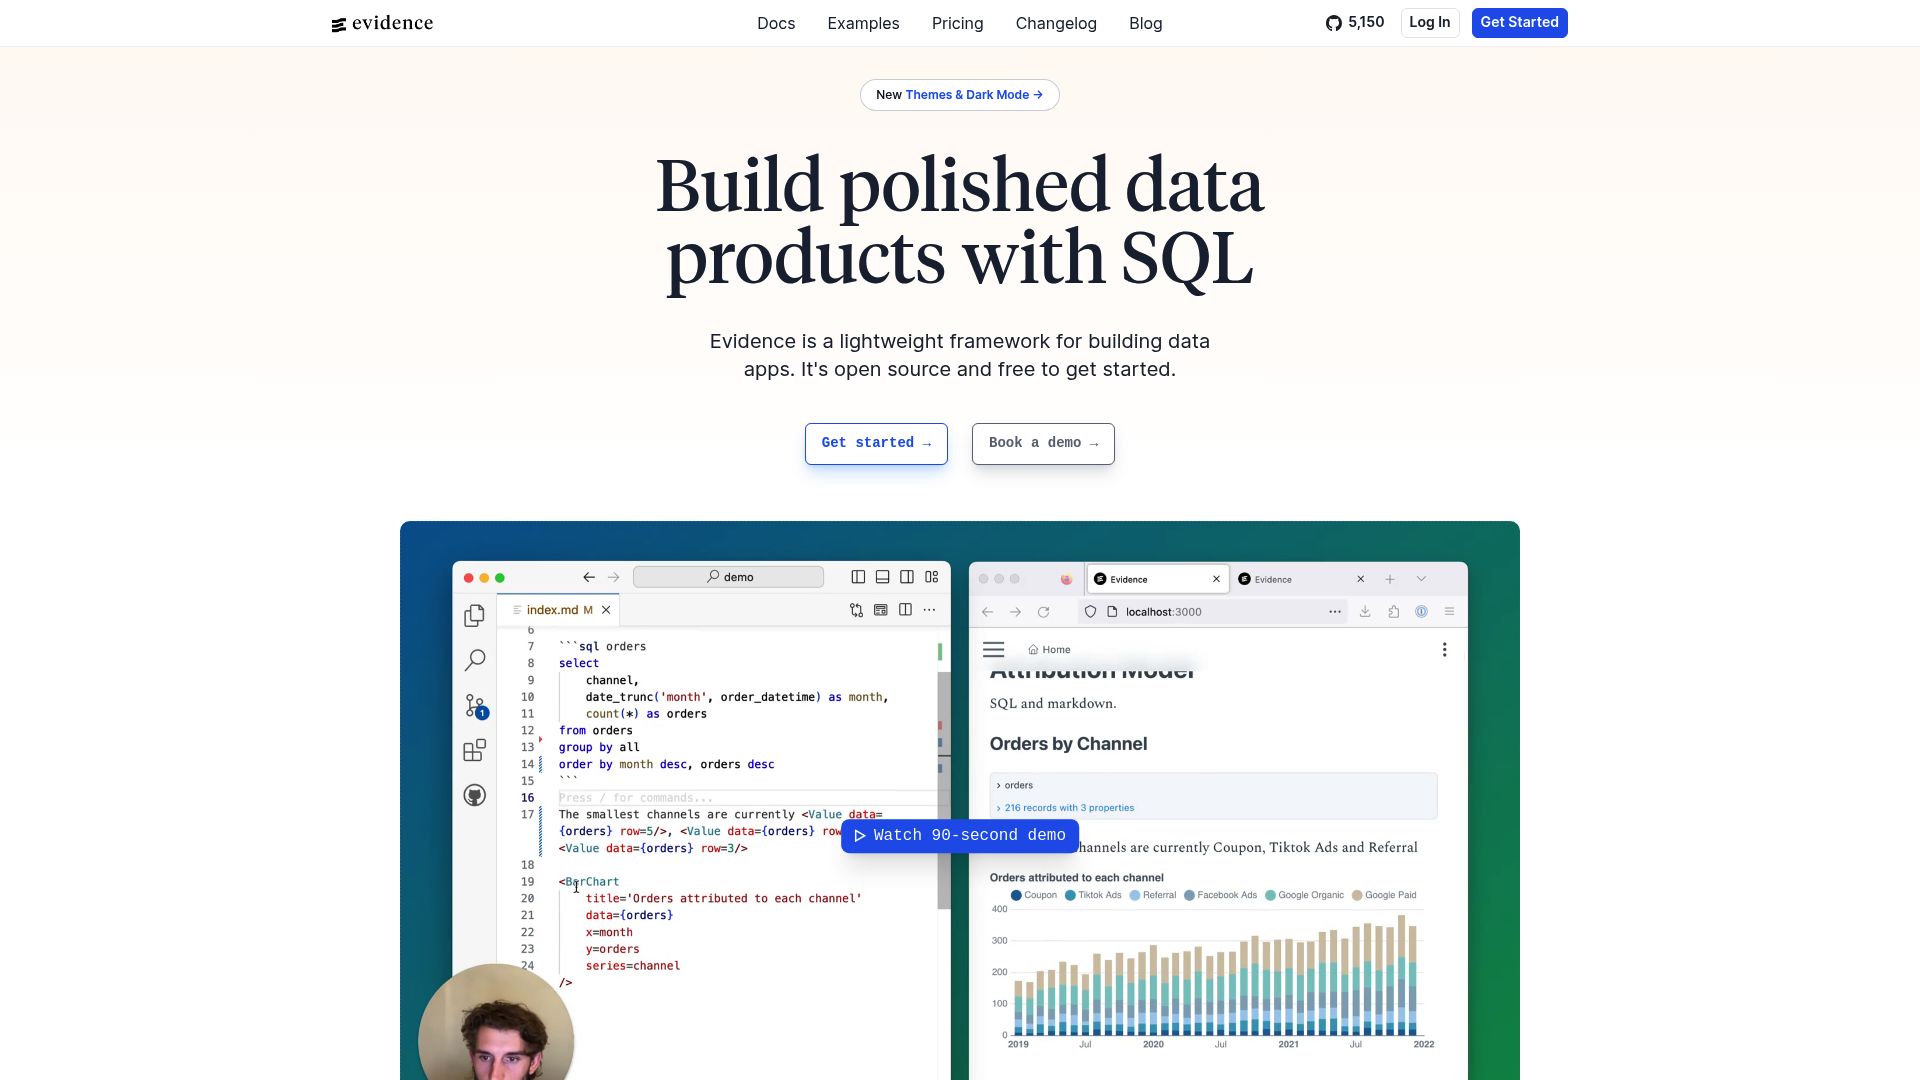 evidence
Docs
Examples
Pricing
Changelog
Blog
5,150
Log In
Get Started
New Themes & Dark Mode →
Build polished data
products with SQL
Evidence is a lightweight framework for building data
apps. It's open source and free to get started.
Get started →
Book a demo →
demo
index.md M
6
7 ```sql orders
8 select
9 channel,
10 date_trunc('month', order_datetime) as month,
11 count(*) as orders
12 from orders
13 group by all
14 order by month desc, orders desc
15 ```
16 Press / for commands...
17 The smallest channels are currently <Value data=
{orders} row=5/>, <Value data={orders} row
<Value data={orders} row=3/>
18
19 <BarChart
20 title='Orders attributed to each channel'
21 data={orders}
22 x=month
23 y=orders
24 series=channel
/>
1
Watch 90-second demo
Evidence
Evidence
localhost:3000
Home
Attribution Model
SQL and markdown.
Orders by Channel
orders
216 records with 3 properties
hannels are currently Coupon, Tiktok Ads and Referral
Orders attributed to each channel
Coupon
Tiktok Ads
Referral
Facebook Ads
Google Organic
Google Paid
400
300
200
100
0
2019
Jul
2020
Jul
2021
Jul
2022